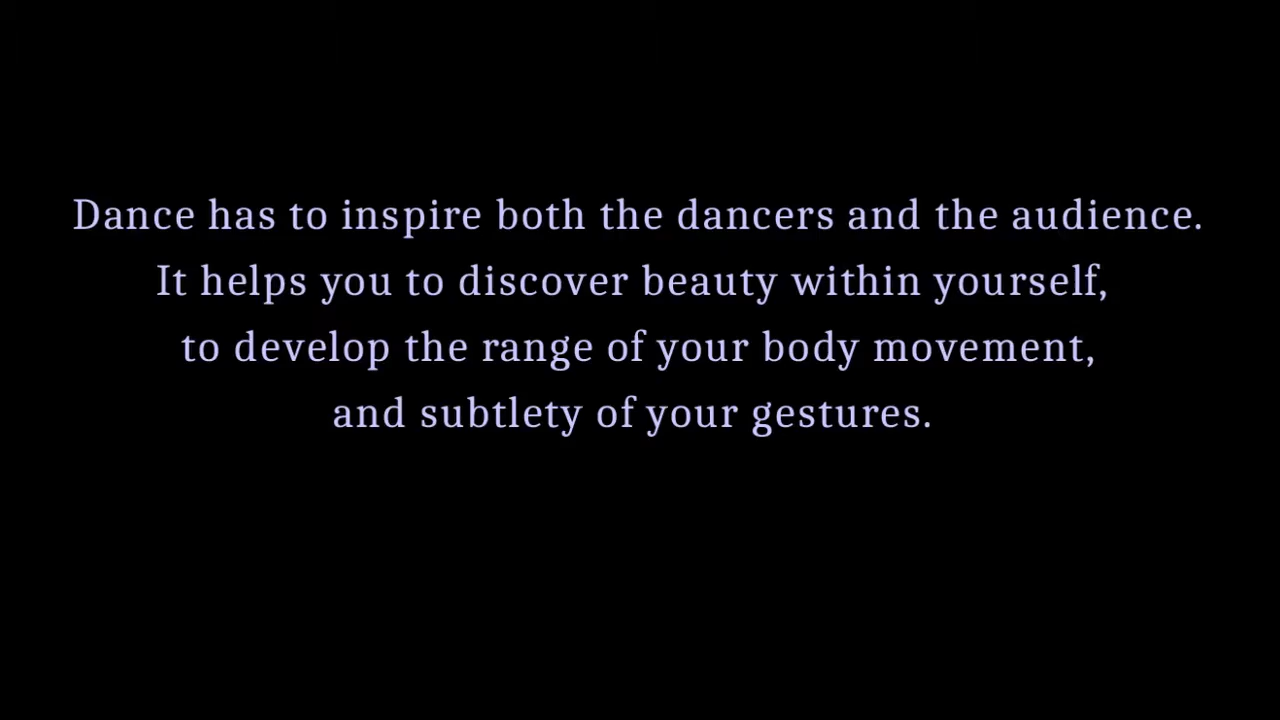 Dance has to inspire both the dancers and the audience.
It helps you to discover beauty within yourself,
to develop the range of your body movement,
and subtlety of your gestures.